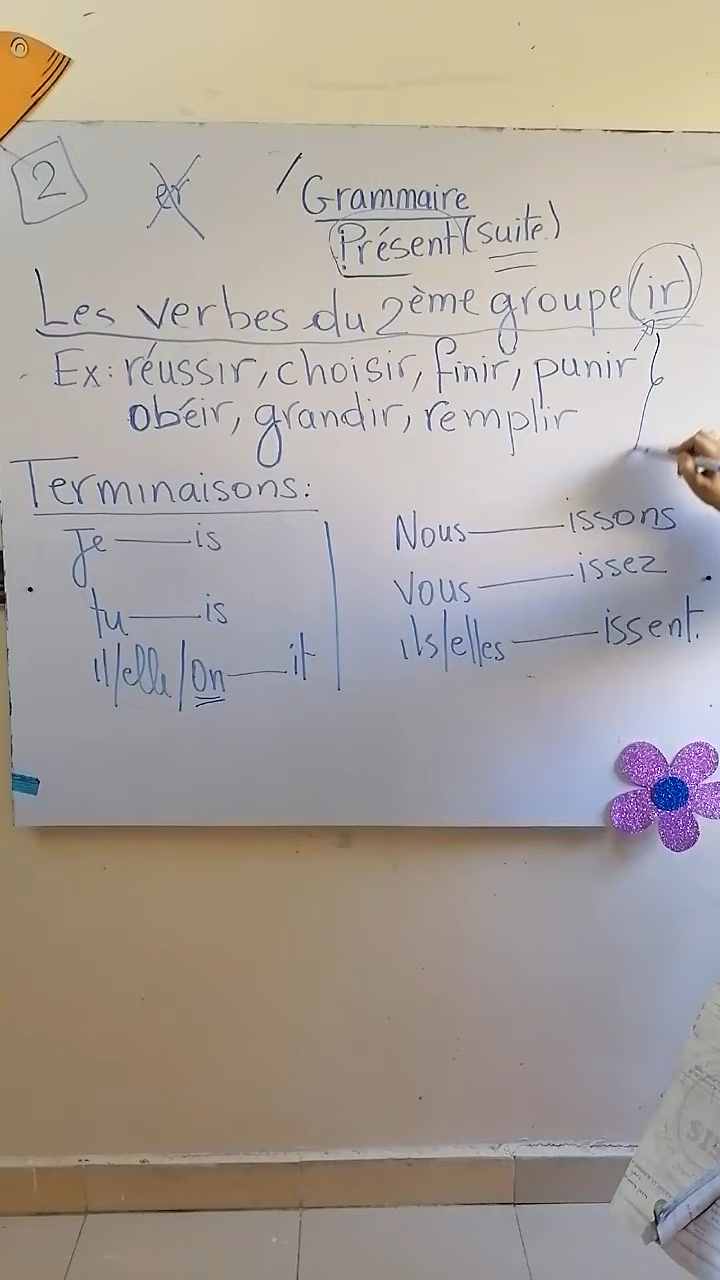 2
er
Grammaire
Présent (suite)
Les verbes du 2ème groupe (ir)
Ex: réussir, choisir, finir, punir
obéir, grandir, remplir
Terminaisons:
Je —— is
tu —— is
il/elle/on —— it
Nous —— issons
Vous —— issez
ils/elles —— issent.